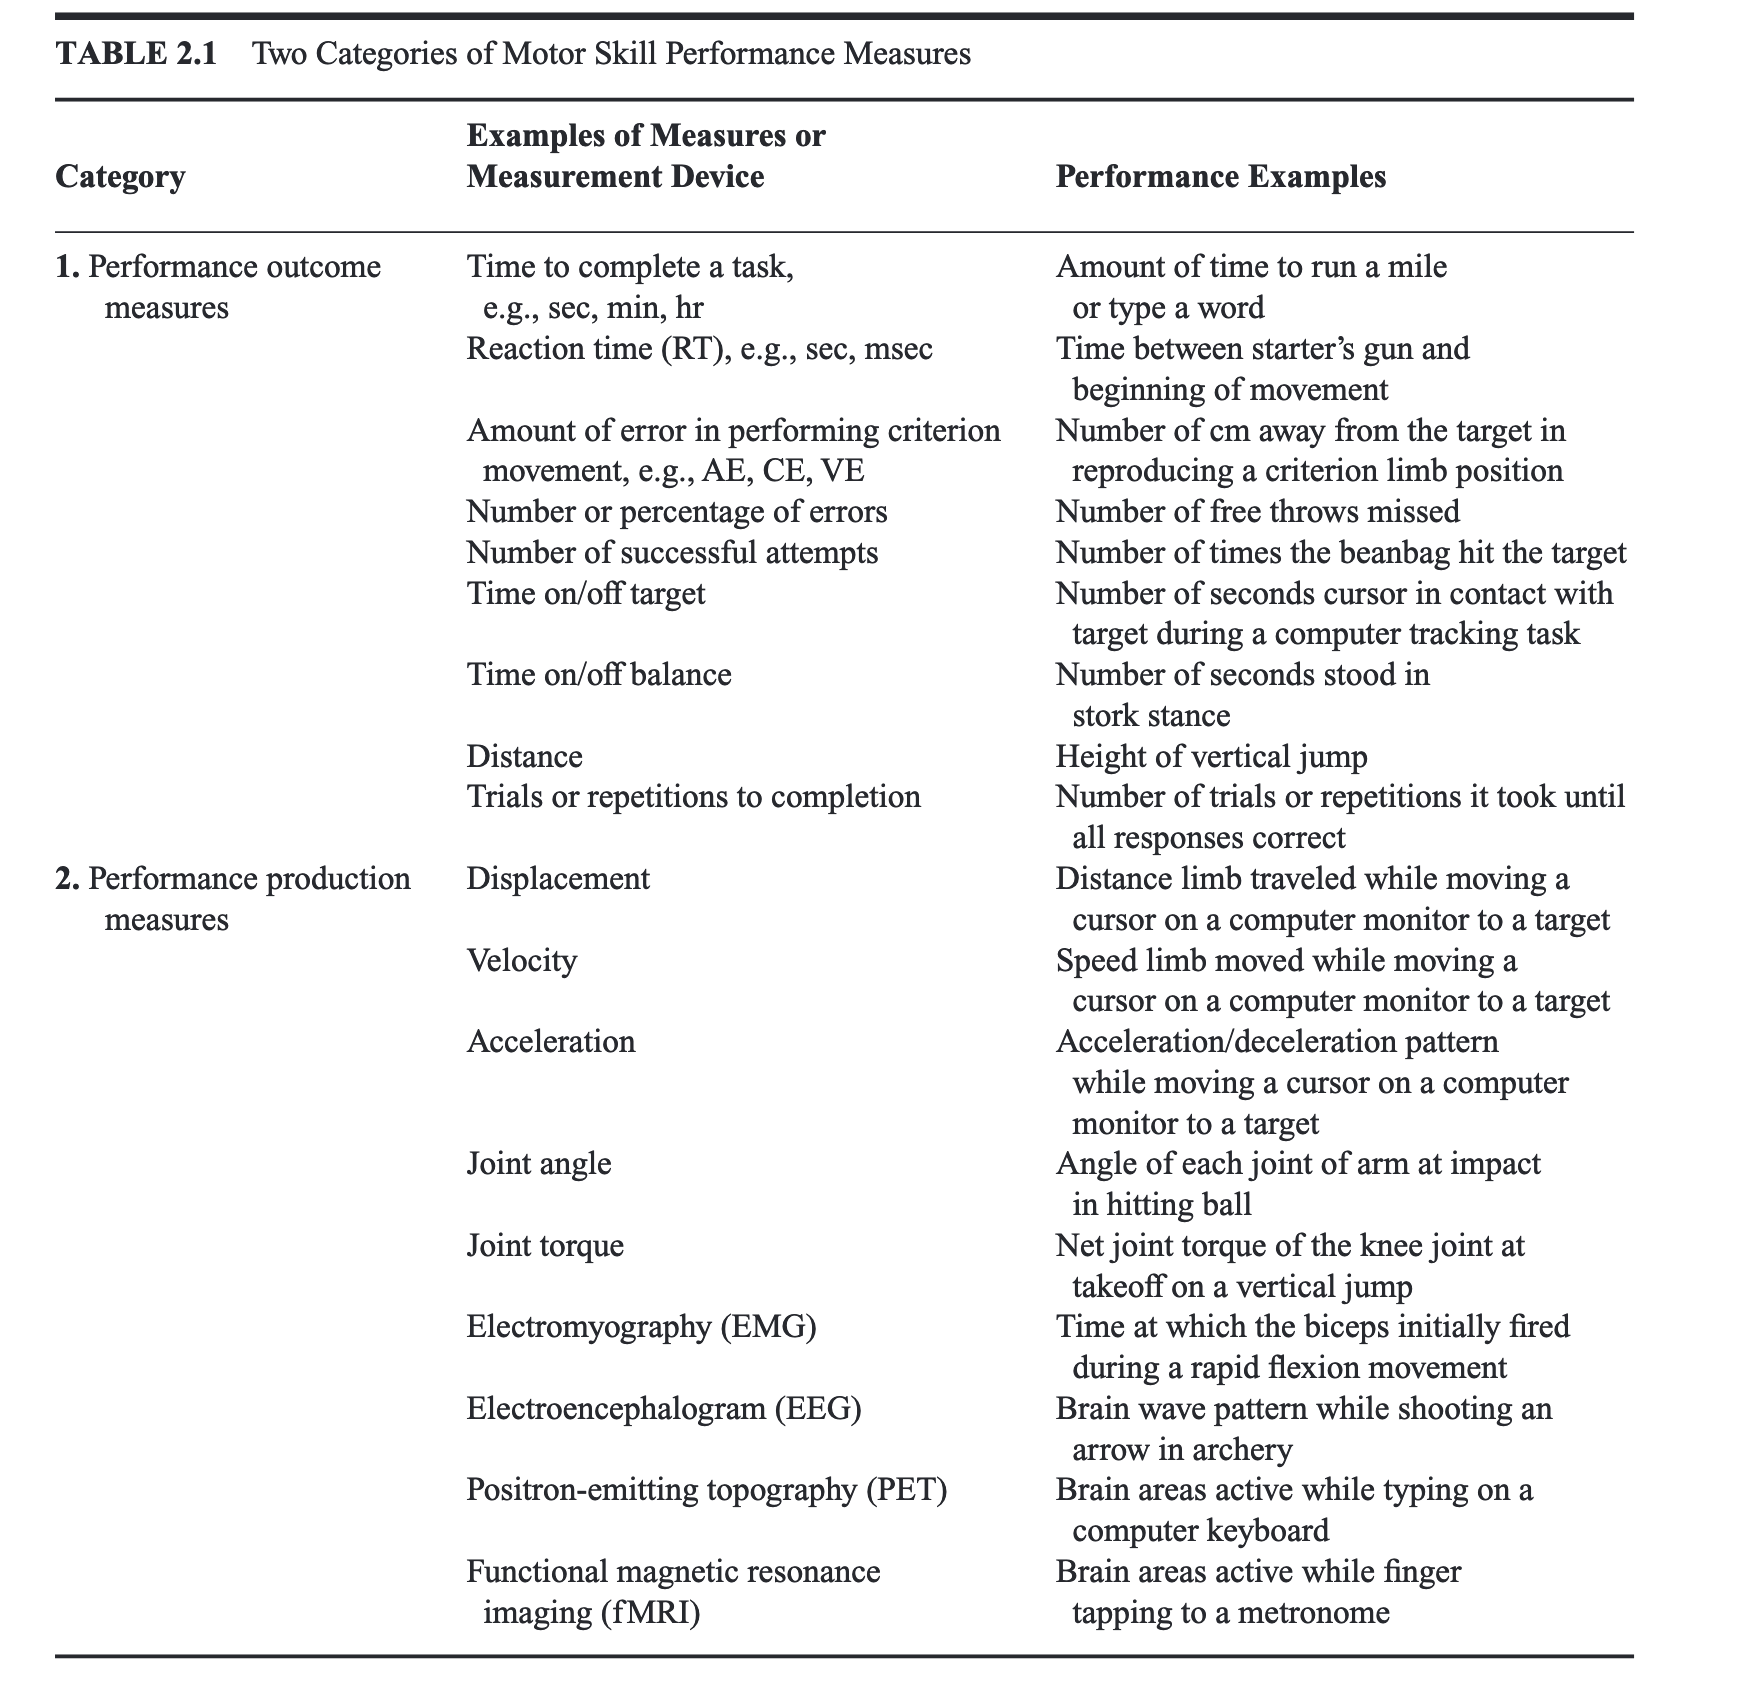 TABLE 2.1 Two Categories of Motor Skill Performance Measures
Category
Examples of Measures or
Measurement Device
Performance Examples
1. Performance outcome
measures
Time to complete a task,
e.g., sec, min, hr
Amount of time to run a mile
or type a word
Reaction time (RT), e.g., sec, msec
Time between starter’s gun and
beginning of movement
Amount of error in performing criterion
movement, e.g., AE, CE, VE
Number of cm away from the target in
reproducing a criterion limb position
Number or percentage of errors
Number of free throws missed
Number of successful attempts
Number of times the beanbag hit the target
Time on/off target
Number of seconds cursor in contact with
target during a computer tracking task
Time on/off balance
Number of seconds stood in
stork stance
Distance
Height of vertical jump
Trials or repetitions to completion
Number of trials or repetitions it took until
all responses correct
2. Performance production
measures
Displacement
Distance limb traveled while moving a
cursor on a computer monitor to a target
Velocity
Speed limb moved while moving a
cursor on a computer monitor to a target
Acceleration
Acceleration/deceleration pattern
while moving a cursor on a computer
monitor to a target
Joint angle
Angle of each joint of arm at impact
in hitting ball
Joint torque
Net joint torque of the knee joint at
takeoff on a vertical jump
Electromyography (EMG)
Time at which the biceps initially fired
during a rapid flexion movement
Electroencephalogram (EEG)
Brain wave pattern while shooting an
arrow in archery
Positron-emitting topography (PET)
Brain areas active while typing on a
computer keyboard
Functional magnetic resonance
imaging (fMRI)
Brain areas active while finger
tapping to a metronome